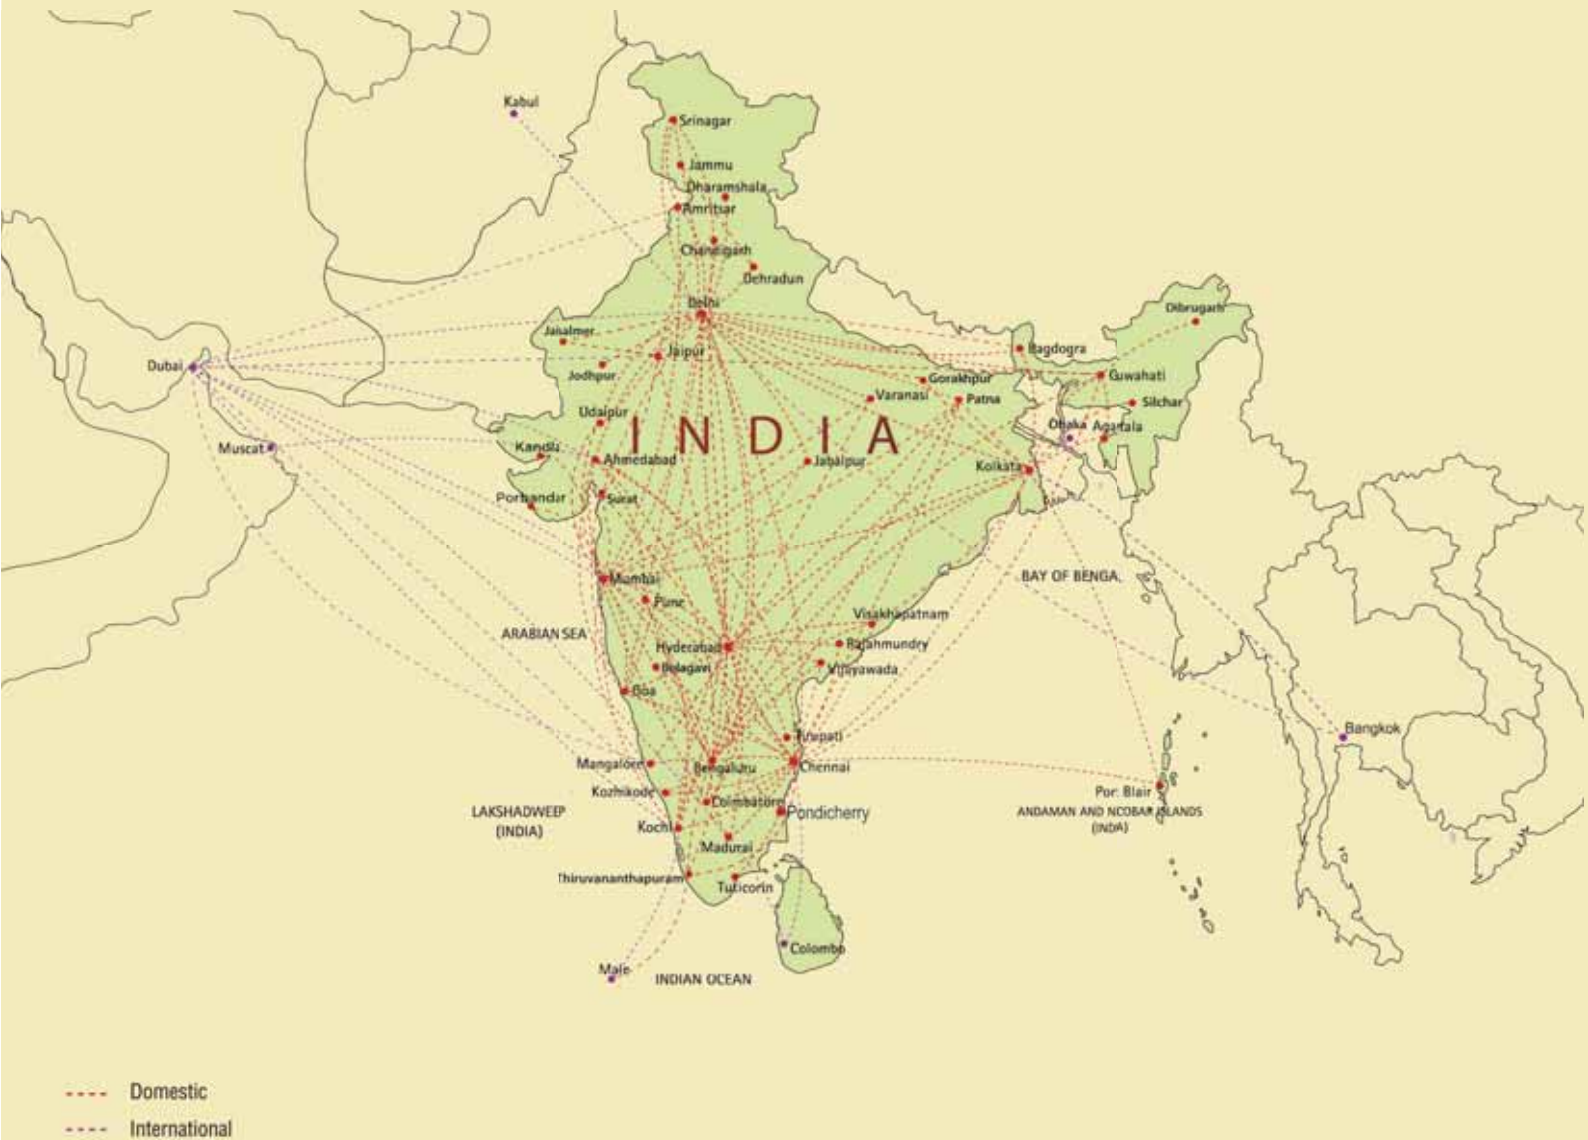 Kabul
Srinagar
Jammu
Dharamshala
Amritsar
Chandigarh
Dehradun
Delhi
Dibrugarh
Jaisalmer
Bagdogra
Jaipur
Dubai
Jodhpur
Gorakhpur
Guwahati
Varanasi
Patna
Silchar
Udaipur
Dhaka
Agartala
INDIA
Muscat
Kandla
Ahmedabad
Jabalpur
Kolkata
Porbandar
Surat
Mumbai
BAY OF BENGA
Pune
Visakhapatnam
ARABIAN SEA
Hyderabad
Rajahmundry
Belagavi
Vijayawada
Goa
Bangkok
Tirupati
Mangalore
Bengaluru
Chennai
Kozhikode
Coimbatore
Por: Blair
LAKSHADWEEP
(INDIA)
Pondicherry
ANDAMAN AND NCOBAR ISLANDS
(INDA)
Kochi
Madurai
Thiruvananthapuram
Tuticorin
Colombo
Male
INDIAN OCEAN
Domestic
International